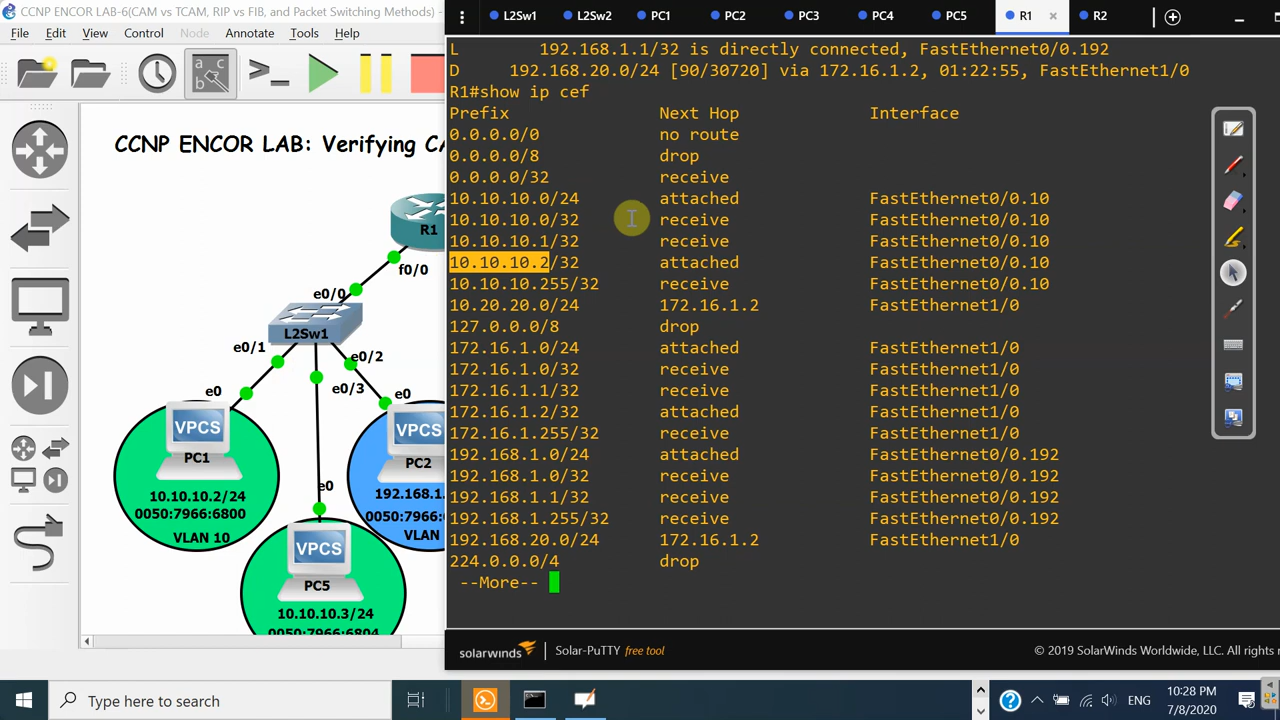 CCNP ENCOR LAB-6(CAM vs TCAM, RIP vs FIB, and Packet Switching Methods)
File Edit View Control Node Annotate Tools Help
a b
c
CCNP ENCOR LAB: Verifying CA
R1
f0/0
e0/0
L2Sw1
e0/1
e0/2
e0
e0/3
e0
VPCS
PC1
10.10.10.2/24
0050:7966:6800
VLAN 10
VPCS
PC2
192.168.1.
0050:7966:6
VLAN
e0
VPCS
PC5
10.10.10.3/24
0050:7966:6804
L2Sw1 L2Sw2 PC1 PC2 PC3 PC4 PC5 R1 × R2
L 192.168.1.1/32 is directly connected, FastEthernet0/0.192
D 192.168.20.0/24 [90/30720] via 172.16.1.2, 01:22:55, FastEthernet1/0
R1#show ip cef
Prefix Next Hop Interface
0.0.0.0/0 no route
0.0.0.0/8 drop
0.0.0.0/32 receive
10.10.10.0/24 attached FastEthernet0/0.10
10.10.10.0/32 receive FastEthernet0/0.10
10.10.10.1/32 receive FastEthernet0/0.10
10.10.10.2/32 attached FastEthernet0/0.10
10.10.10.255/32 receive FastEthernet0/0.10
10.20.20.0/24 172.16.1.2 FastEthernet1/0
127.0.0.0/8 drop
172.16.1.0/24 attached FastEthernet1/0
172.16.1.0/32 receive FastEthernet1/0
172.16.1.1/32 receive FastEthernet1/0
172.16.1.2/32 attached FastEthernet1/0
172.16.1.255/32 receive FastEthernet1/0
192.168.1.0/24 attached FastEthernet0/0.192
192.168.1.0/32 receive FastEthernet0/0.192
192.168.1.1/32 receive FastEthernet0/0.192
192.168.1.255/32 receive FastEthernet0/0.192
192.168.20.0/24 172.16.1.2 FastEthernet1/0
224.0.0.0/4 drop
--More--
solarwinds Solar-PuTTY free tool © 2019 SolarWinds Worldwide, LLC. All rights r
Type here to search
ENG
10:28 PM
7/8/2020